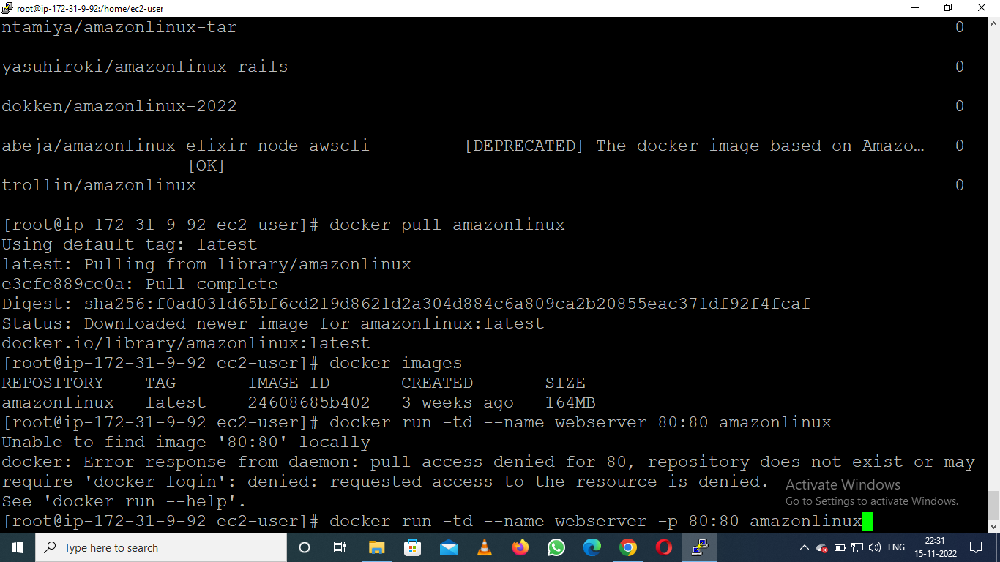 root@ip-172-31-9-92:/home/ec2-user
ntamiya/amazonlinux-tar 0
yasuhiroki/amazonlinux-rails 0
dokken/amazonlinux-2022 0
abeja/amazonlinux-elixir-node-awscli [DEPRECATED] The docker image based on Amazo… 0
[OK]
trollin/amazonlinux 0
[root@ip-172-31-9-92 ec2-user]# docker pull amazonlinux
Using default tag: latest
latest: Pulling from library/amazonlinux
e3cfe889ce0a: Pull complete
Digest: sha256:f0ad031d65bf6cd219d8621d2a304d884c6a809ca2b20855eac371df92f4fcaf
Status: Downloaded newer image for amazonlinux:latest
docker.io/library/amazonlinux:latest
[root@ip-172-31-9-92 ec2-user]# docker images
REPOSITORY TAG IMAGE ID CREATED SIZE
amazonlinux latest 24608685b402 3 weeks ago 164MB
[root@ip-172-31-9-92 ec2-user]# docker run -td --name webserver 80:80 amazonlinux
Unable to find image '80:80' locally
docker: Error response from daemon: pull access denied for 80, repository does not exist or may
require 'docker login': denied: requested access to the resource is denied.
See 'docker run --help'.
[root@ip-172-31-9-92 ec2-user]# docker run -td --name webserver -p 80:80 amazonlinux
Activate Windows
Go to Settings to activate Windows.
Type here to search
ENG
22:31
15-11-2022